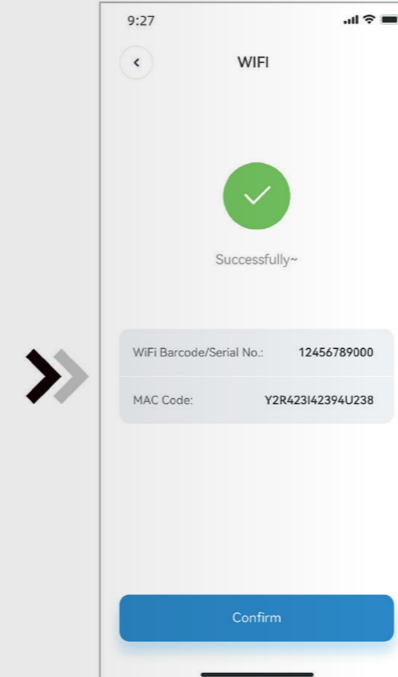 9:27
WIFI
Successfully~
WiFi Barcode/Serial No.: 12456789000
MAC Code: Y2R423I42394U238
Confirm